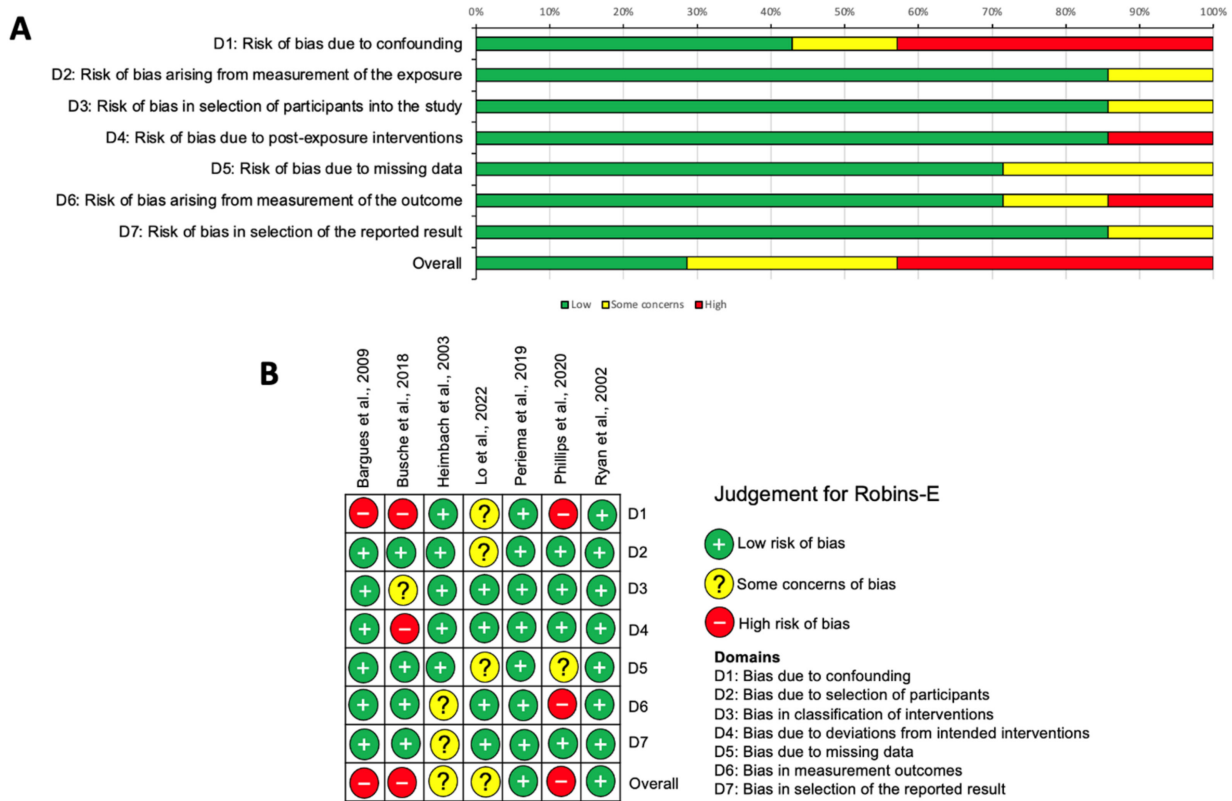 A
0% 10% 20% 30% 40% 50% 60% 70% 80% 90% 100%
D1: Risk of bias due to confounding
D2: Risk of bias arising from measurement of the exposure
D3: Risk of bias in selection of participants into the study
D4: Risk of bias due to post-exposure interventions
D5: Risk of bias due to missing data
D6: Risk of bias arising from measurement of the outcome
D7: Risk of bias in selection of the reported result
Overall
Low Some concerns High
B
Bargues et al., 2009
Busche et al., 2018
Heimbach et al., 2003
Lo et al., 2022
Periema et al., 2019
Phillips et al., 2020
Ryan et al., 2002
− − + ? + − + D1
+ + + ? + + + D2
+ ? + + + + + D3
+ − + + + + + D4
+ + + ? + ? + D5
+ + ? + + − + D6
+ + ? + + + + D7
− − ? ? + − + Overall
Judgement for Robins-E
+ Low risk of bias
? Some concerns of bias
− High risk of bias
Domains
D1: Bias due to confounding
D2: Bias due to selection of participants
D3: Bias in classification of interventions
D4: Bias due to deviations from intended interventions
D5: Bias due to missing data
D6: Bias in measurement outcomes
D7: Bias in selection of the reported result